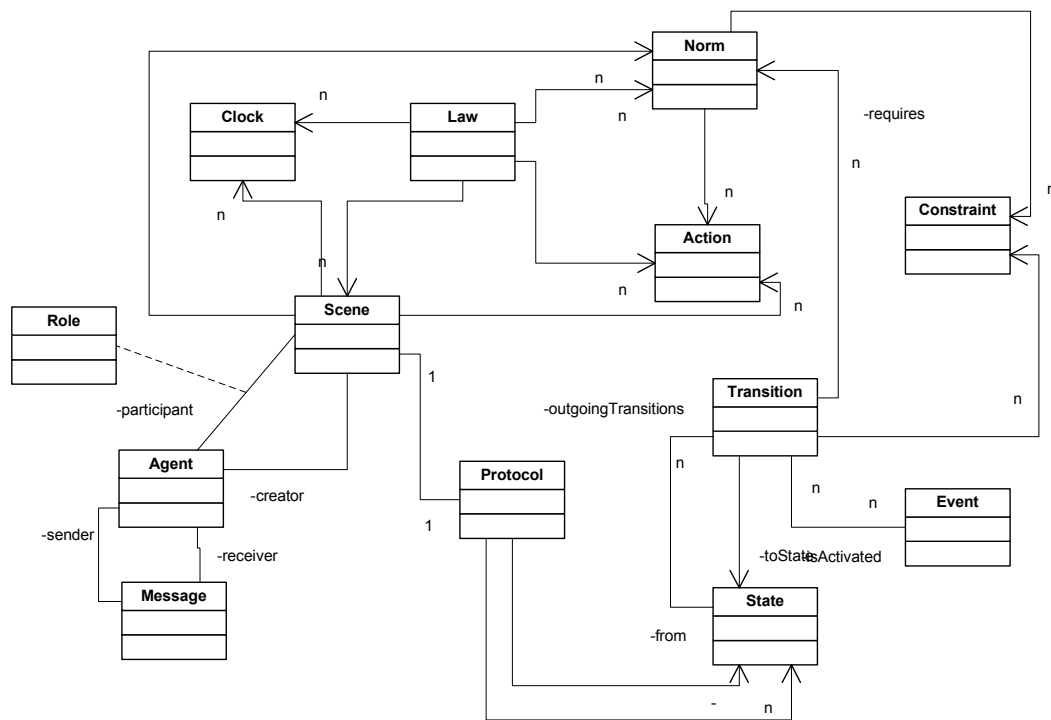 Norm
n
Clock
Law
n
n
-requires
n
n
n
n
Constraint
Action
n
n
n
Scene
Role
1
Transition
-outgoingTransitions
n
-participant
Agent
n
Protocol
-creator
n
n
Event
1
-sender
-receiver
-toState
-isActivated
Message
State
-from
-
n